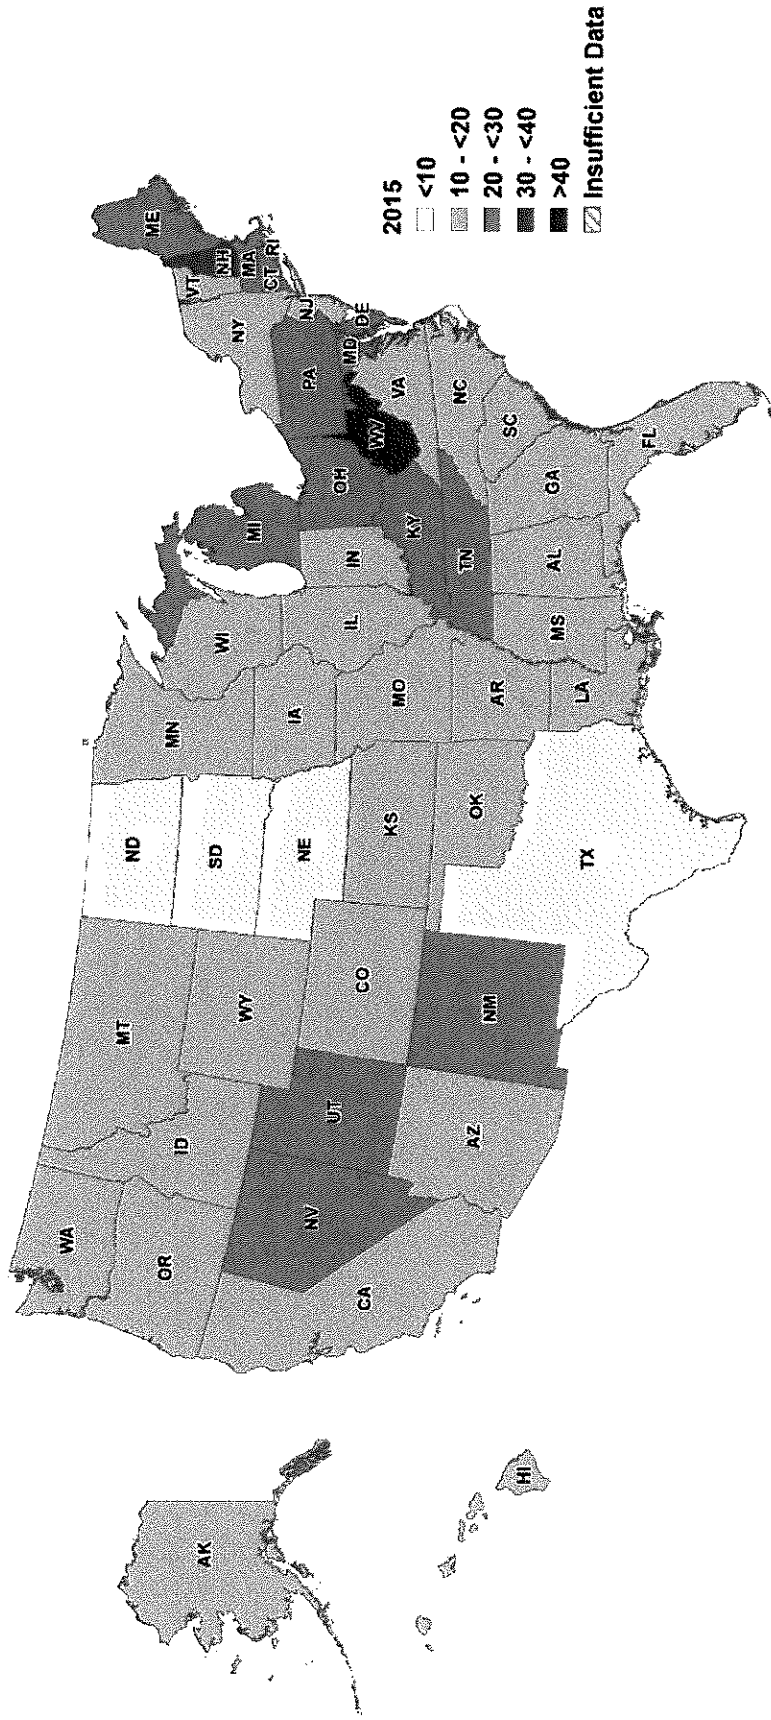 WA
OR
CA
NV
ID
MT
WY
UT
AZ
CO
NM
ND
SD
NE
KS
OK
TX
MN
IA
MO
AR
LA
WI
IL
MS
MI
IN
OH
KY
TN
AL
GA
FL
SC
NC
VA
WV
PA
NY
VT
NH
ME
MA
CT
RI
NJ
DE
MD
AK
HI
2015
<10
10 - <20
20 - <30
30 - <40
>40
Insufficient Data